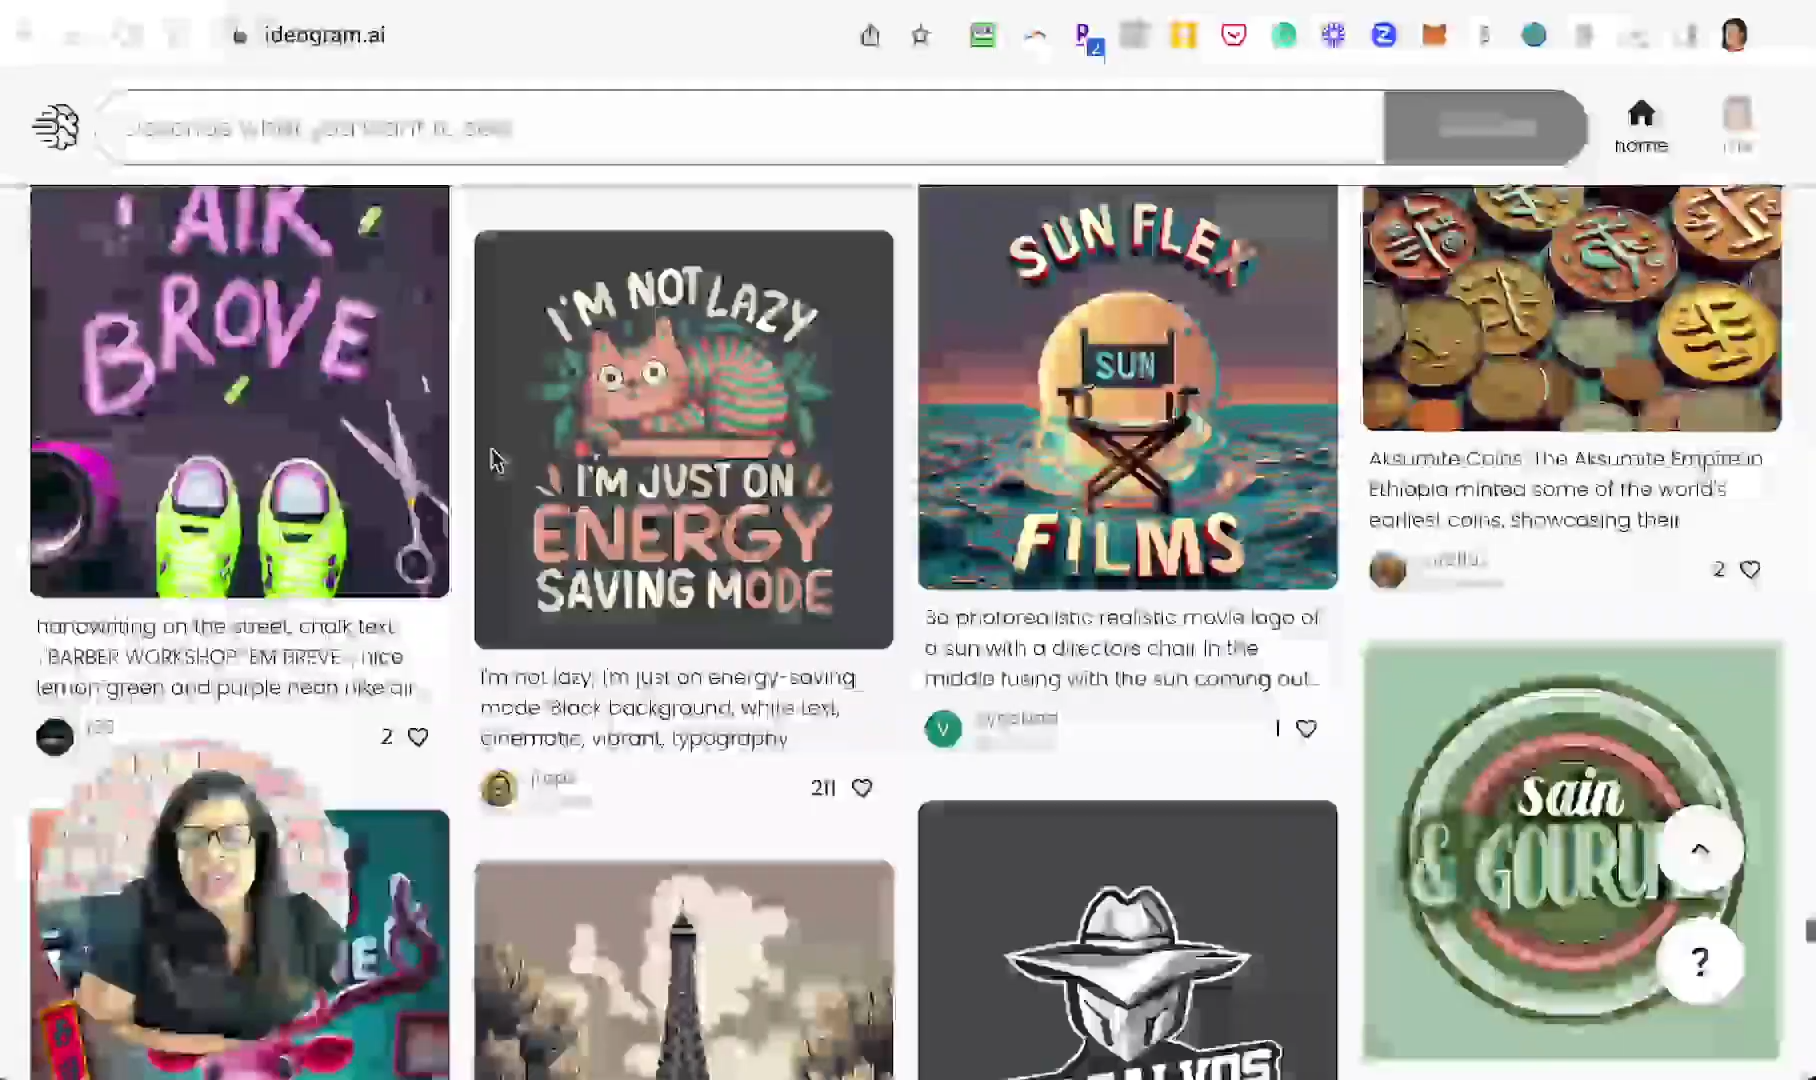 ideogram.ai
2
home
AIR
BROVE
handwriting on the street, chalk text,
"BARBER WORKSHOP" EM BREVE , nice
lemon green and purple neon nike air
2
I'M NOT LAZY
I'M JUST ON
ENERGY
SAVING MODE
I'm not lazy, I'm just on energy-saving
mode Black background, white text,
cinematic, vibrant, typography
211
SUN FLEX
SUN
FILMS
3d photorealistic realistic movie logo of
a sun with a directors chair in the
middle fusing with the sun coming out...
V
1
Aksumite Coins: The Aksumite Empire in
Ethiopia minted some of the world's
earliest coins, showcasing their
2
sain
?